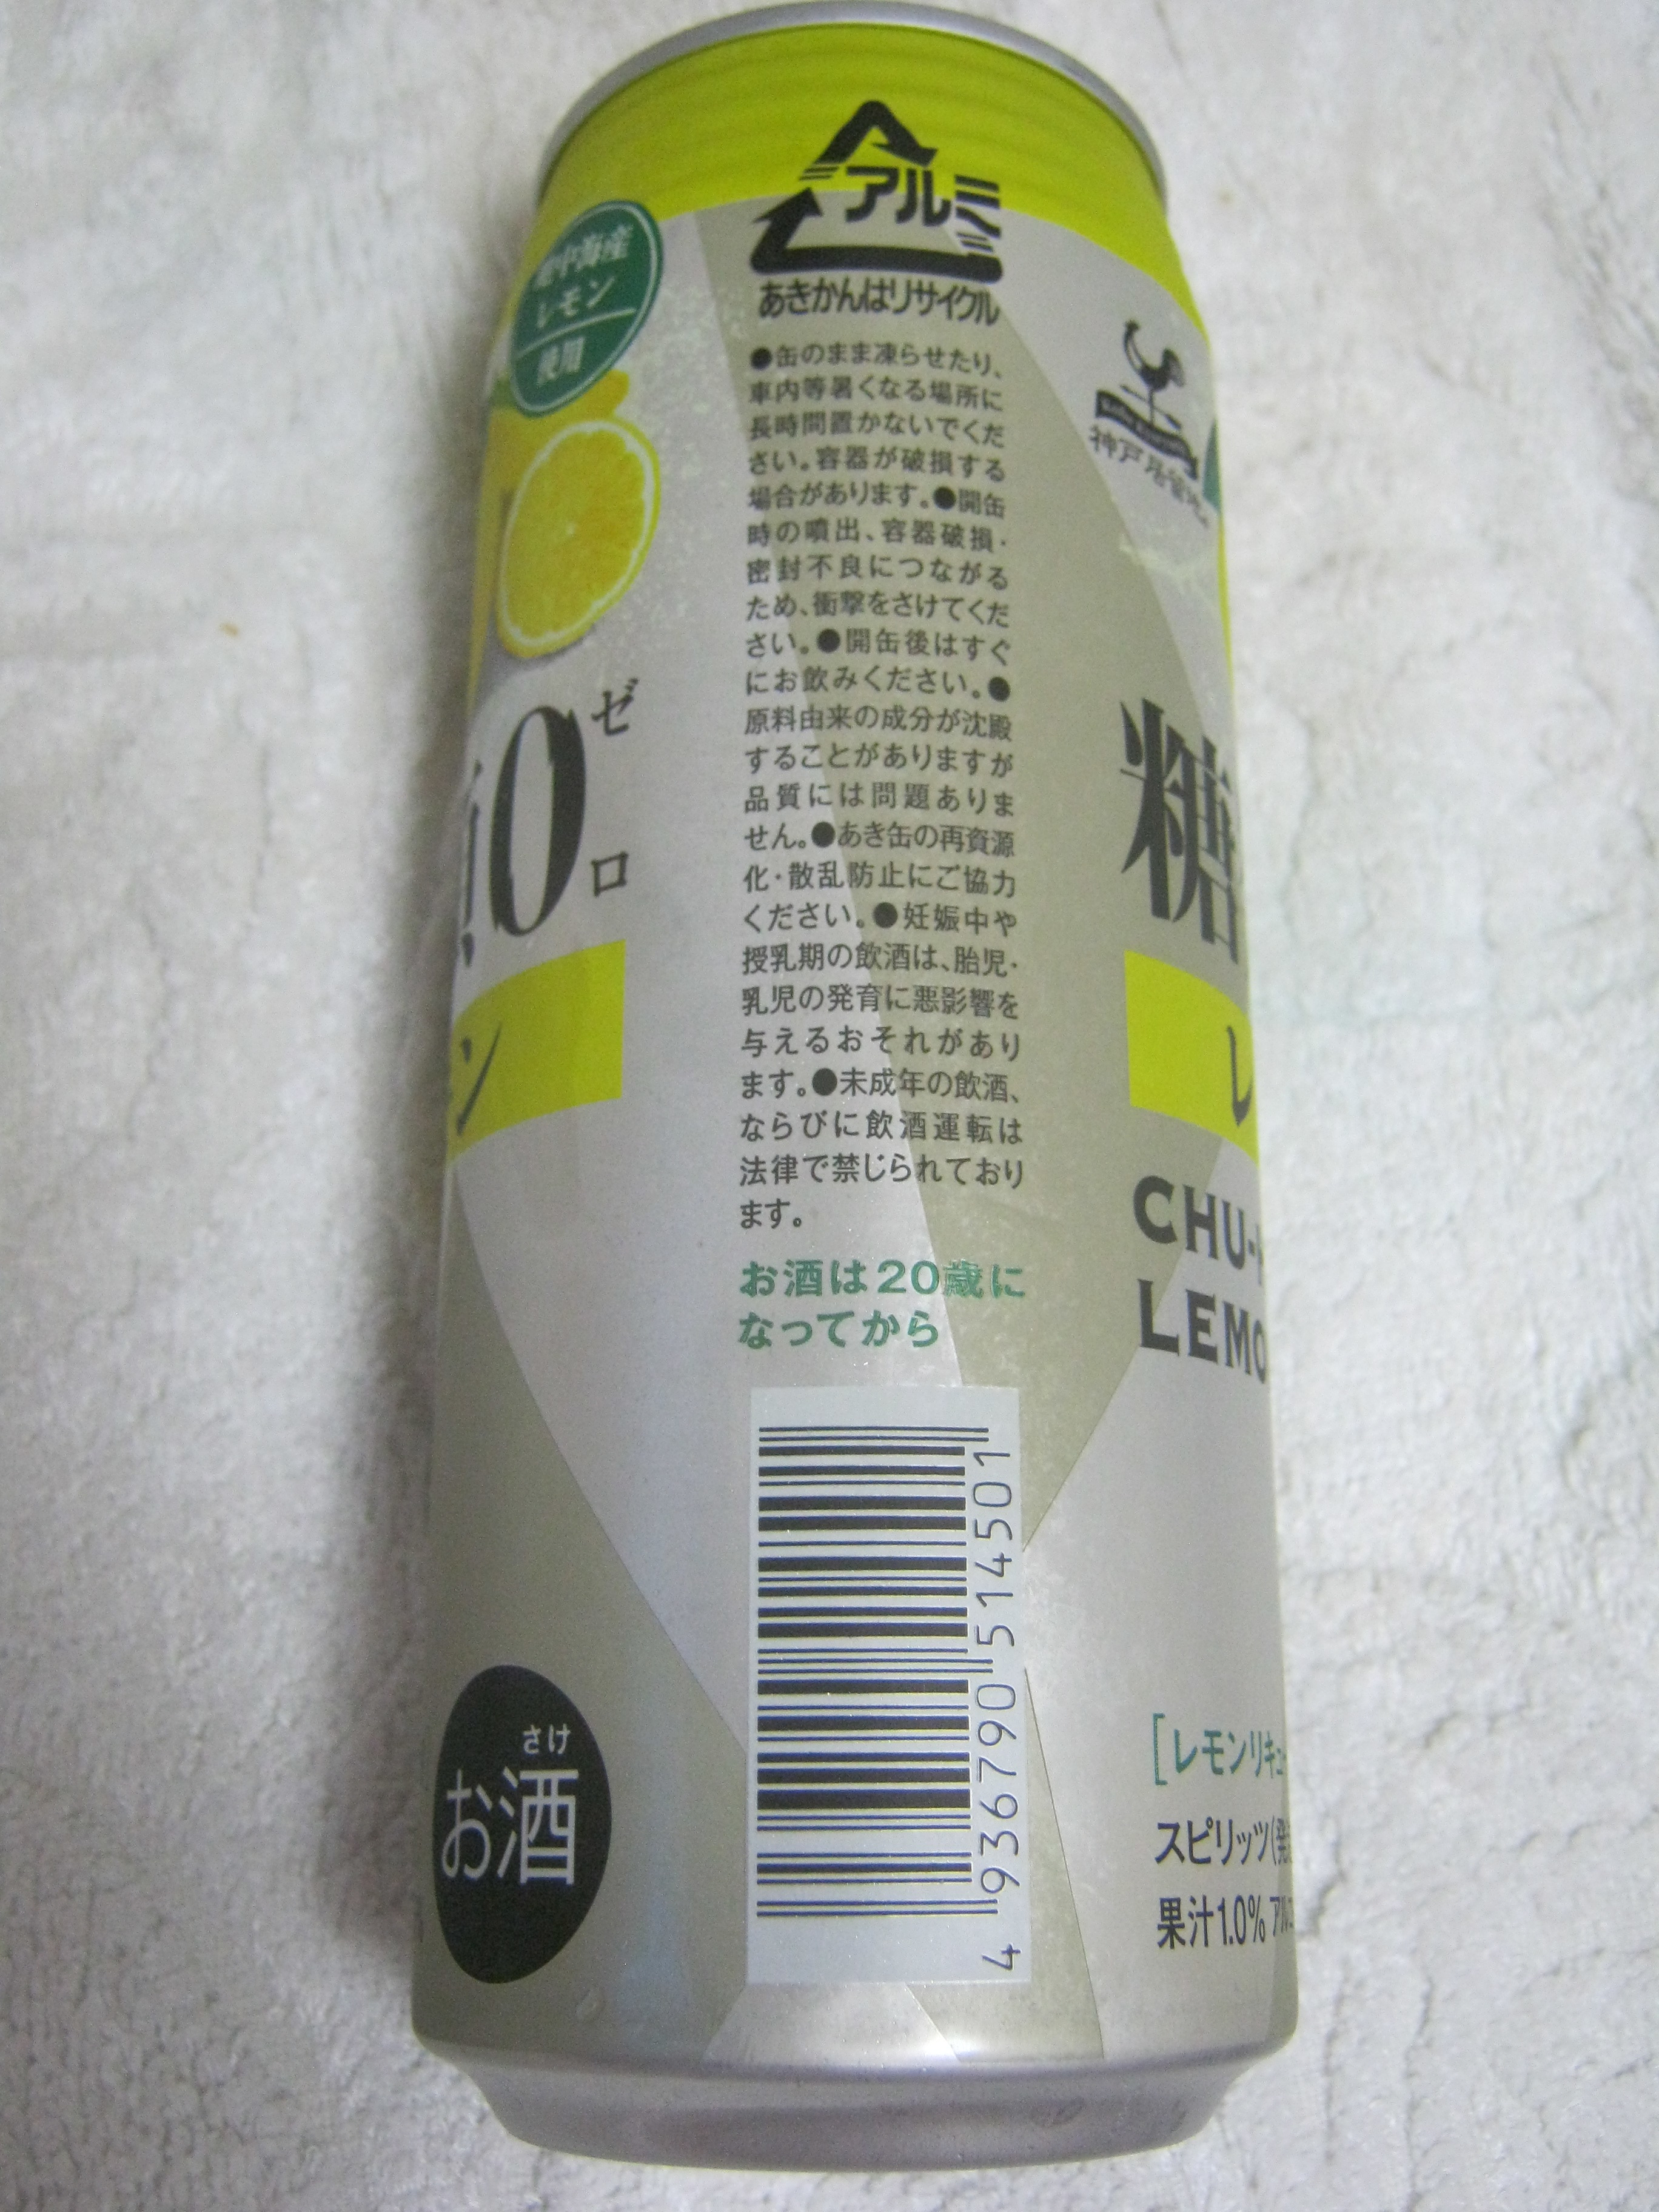 アルミ
あきかんはリサイクル
地中海産
レモン
使用
ゼロ
0
ン
●缶のまま凍らせたり、
車内等暑くなる場所に
長時間置かないでくだ
さい。容器が破損する
場合があります。●開缶
時の噴出、容器破損・
密封不良につながる
ため、衝撃をさけてくだ
さい。●開缶後はすぐ
にお飲みください。●
原料由来の成分が沈殿
することがありますが
品質には問題ありま
せん。●あき缶の再資源
化・散乱防止にご協力
ください。●妊娠中や
授乳期の飲酒は、胎児・
乳児の発育に悪影響を
与えるおそれがあり
ます。●未成年の飲酒、
ならびに飲酒運転は
法律で禁じられており
ます。
お酒は20歳に
なってから
4936790514501
さけ
お酒
神戸居留地
糖
レ
CHU-
LEMO
[レモンリキュ
スピリッツ(発
果汁1.0% アルコ